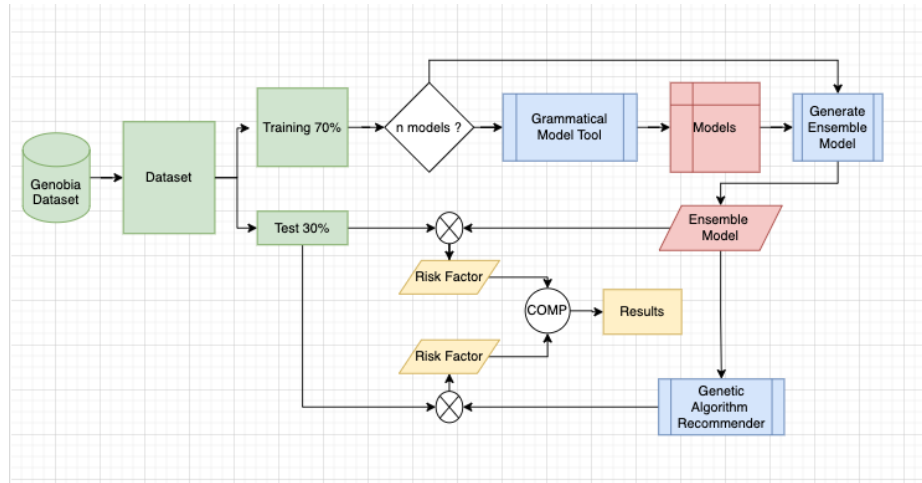 Genobia
Dataset
Dataset
Training 70%
n models ?
Grammatical
Model Tool
Models
Generate
Ensemble
Model
Test 30%
Ensemble
Model
Risk Factor
COMP
Results
Risk Factor
Genetic
Algorithm
Recommender